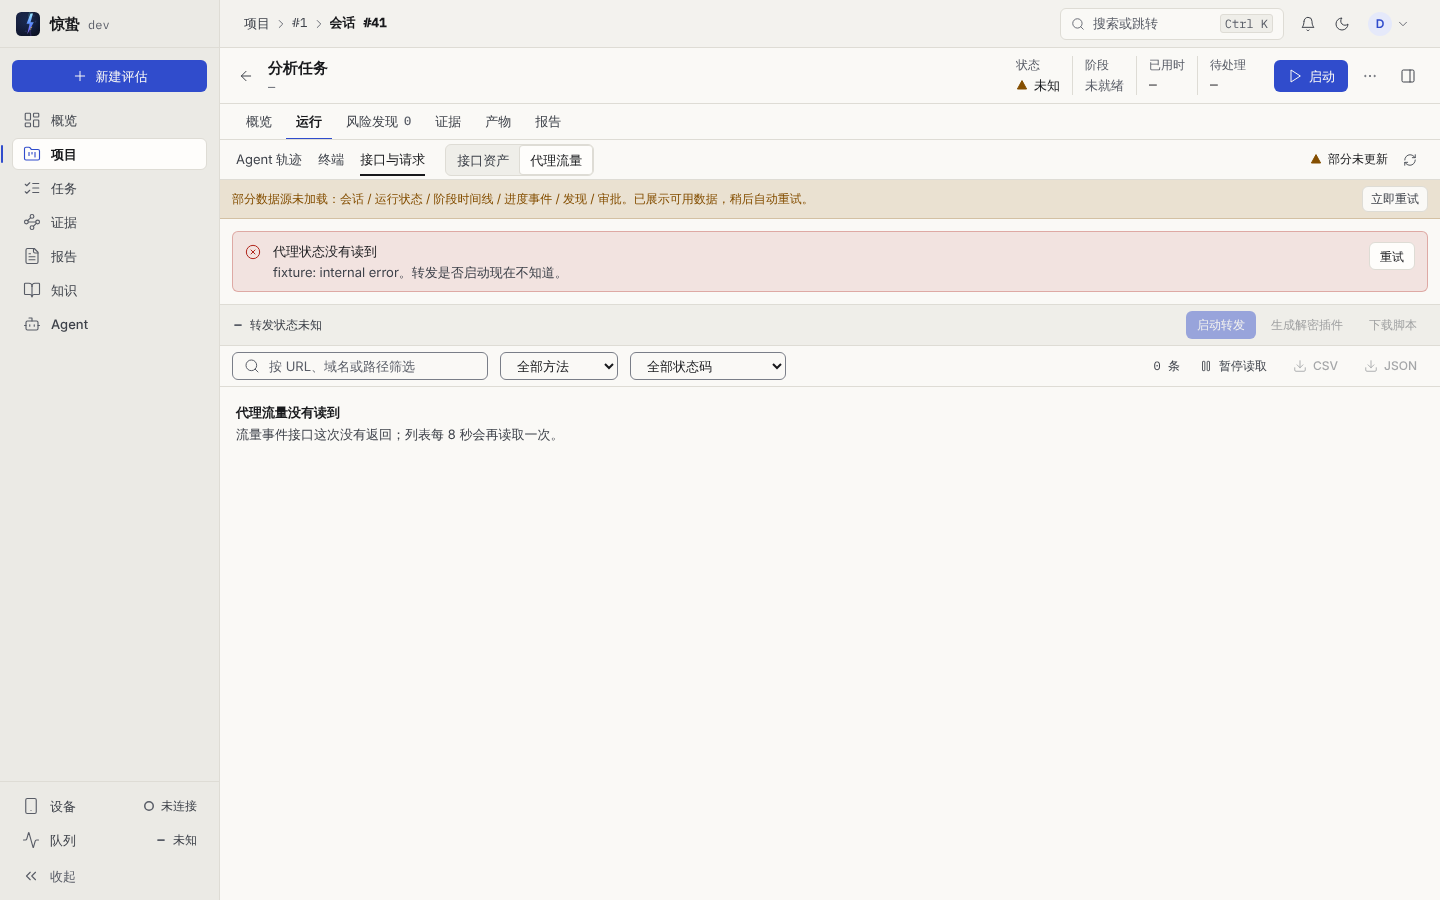 惊蛰 dev
项目 > #1 > 会话 #41
搜索或跳转 Ctrl K
D
新建评估
概览
项目
任务
证据
报告
知识
Agent
设备 未连接
队列 — 未知
收起
分析任务
—
状态 阶段 已用时 待处理
未知 未就绪 — —
启动
概览 运行 风险发现 0 证据 产物 报告
Agent 轨迹 终端 接口与请求 接口资产 代理流量
部分未更新
部分数据源未加载：会话 / 运行状态 / 阶段时间线 / 进度事件 / 发现 / 审批。已展示可用数据，稍后自动重试。
立即重试
代理状态没有读到
fixture: internal error。转发是否启动现在不知道。
重试
— 转发状态未知
启动转发 生成解密插件 下载脚本
按 URL、域名或路径筛选 全部方法 全部状态码
0 条 暂停读取 CSV JSON
代理流量没有读到
流量事件接口这次没有返回；列表每 8 秒会再读取一次。